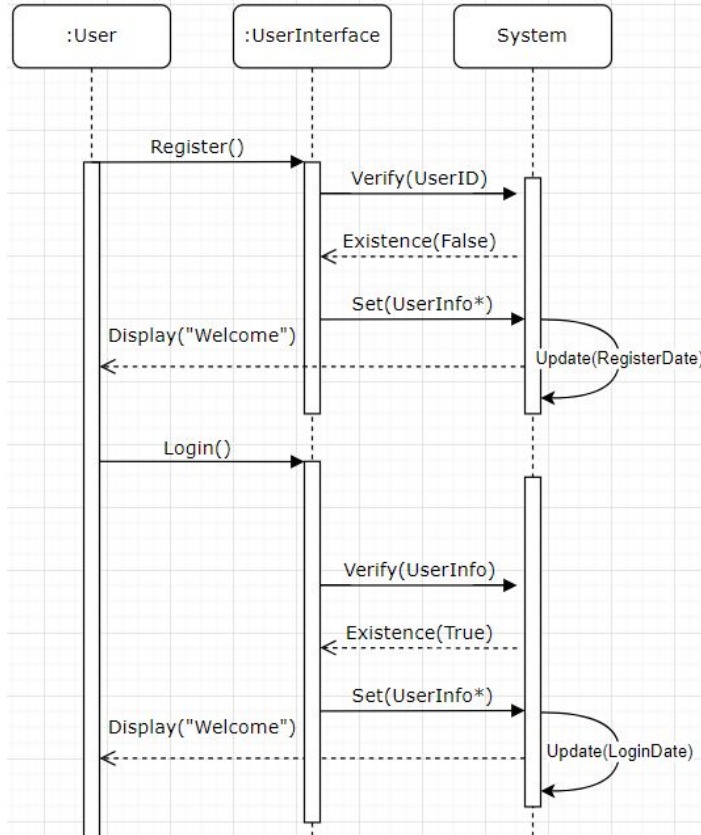 :User
:UserInterface
System
Register()
Verify(UserID)
Existence(False)
Set(UserInfo*)
Display("Welcome")
Update(RegisterDate)
Login()
Verify(UserInfo)
Existence(True)
Set(UserInfo*)
Display("Welcome")
Update(LoginDate)